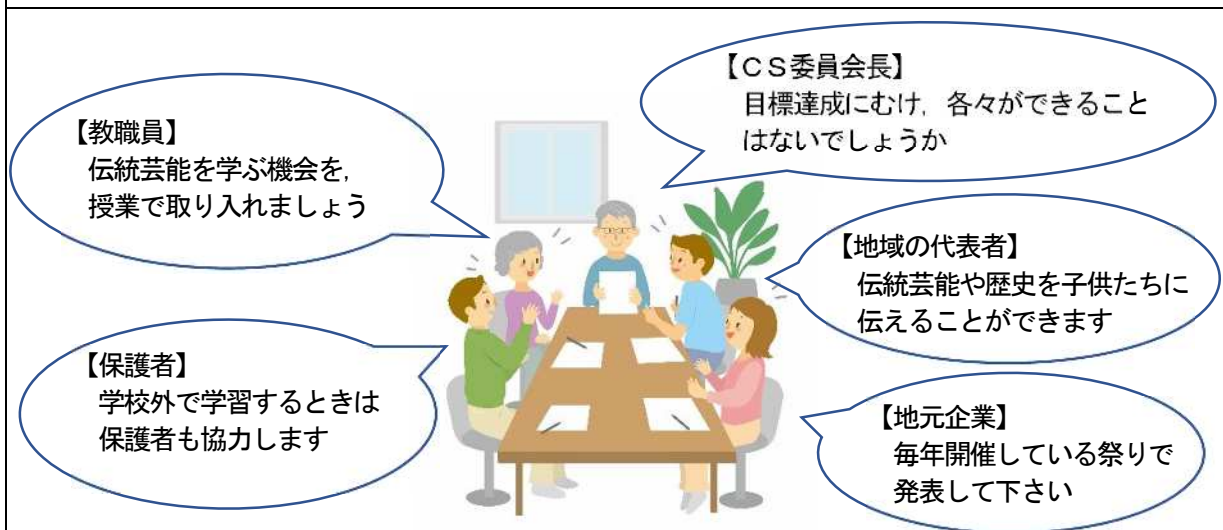 【CS委員会長】
目標達成にむけ，各々ができること
はないでしょうか
【教職員】
伝統芸能を学ぶ機会を，
授業で取り入れましょう
【地域の代表者】
伝統芸能や歴史を子供たちに
伝えることができます
【保護者】
学校外で学習するときは
保護者も協力します
【地元企業】
毎年開催している祭りで
発表して下さい